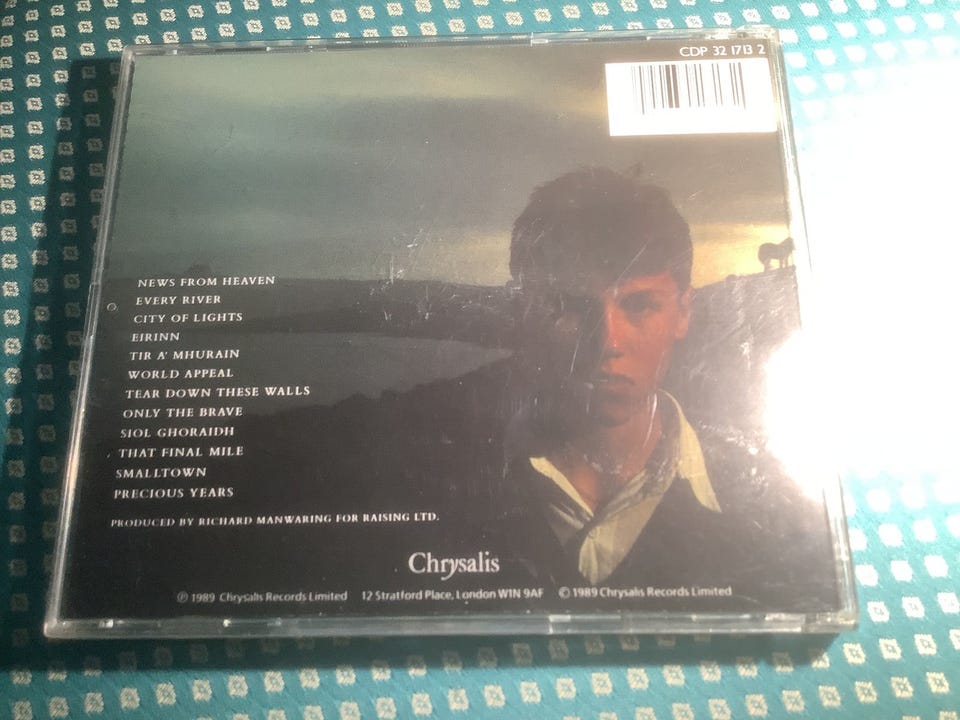 CDP 32 1713 2
NEWS FROM HEAVEN
EVERY RIVER
CITY OF LIGHTS
EIRINN
TIR A' MHURAIN
WORLD APPEAL
TEAR DOWN THESE WALLS
ONLY THE BRAVE
SIOL GHORAIDH
THAT FINAL MILE
SMALLTOWN
PRECIOUS YEARS
PRODUCED BY RICHARD MANWARING FOR RAISING LTD.
Chrysalis
℗ 1989 Chrysalis Records Limited 12 Stratford Place, London W1N 9AF © 1989 Chrysalis Records Limited